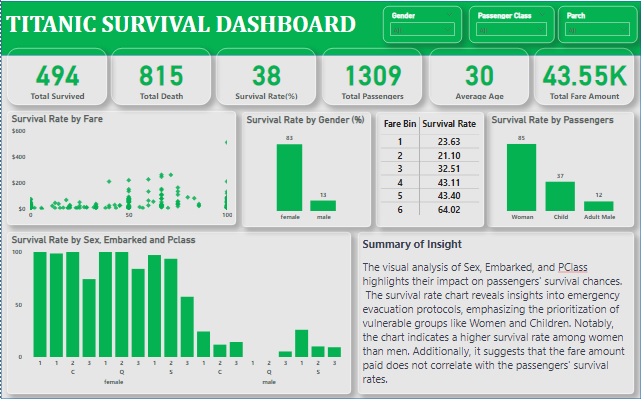 TITANIC SURVIVAL DASHBOARD
Gender
Passenger Class
Parch
494
815
38
1309
30
43.55K
Total Survived
Total Death
Survival Rate(%)
Total Passengers
Average Age
Total Fare Amount
Survival Rate by Fare
$600
$400
$200
$0
0
50
100
Survival Rate by Gender (%)
83
13
female
male
Fare Bin Survival Rate
1 23.63
2 21.10
3 32.51
4 43.11
5 43.40
6 64.02
Survival Rate by Passengers
85
37
12
Woman
Child
Adult Male
Survival Rate by Sex, Embarked and Pclass
100
50
0
1 1 2 3 1 2 3 1 2 3 1 2 3 1 2 3 1 2 3
C Q S C Q S
female male
Summary of Insight
The visual analysis of Sex, Embarked, and PClass
highlights their impact on passengers' survival chances.
The survival rate chart reveals insights into emergency
evacuation protocols, emphasizing the prioritization of
vulnerable groups like Women and Children. Notably,
the chart indicates a higher survival rate among women
than men. Additionally, it suggests that the fare amount
paid does not correlate with the passengers' survival
rates.